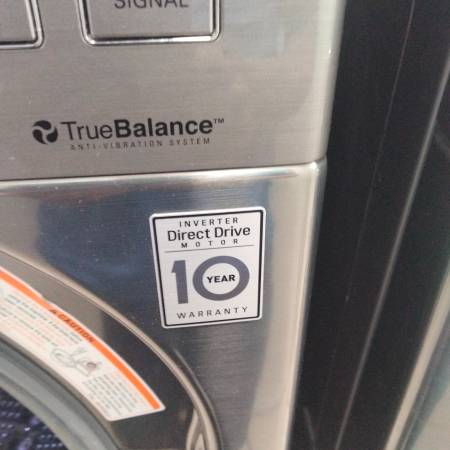 SIGNAL
TrueBalance™
ANTI-VIBRATION SYSTEM
INVERTER
Direct Drive
MOTOR
10 YEAR
WARRANTY
CAUTION